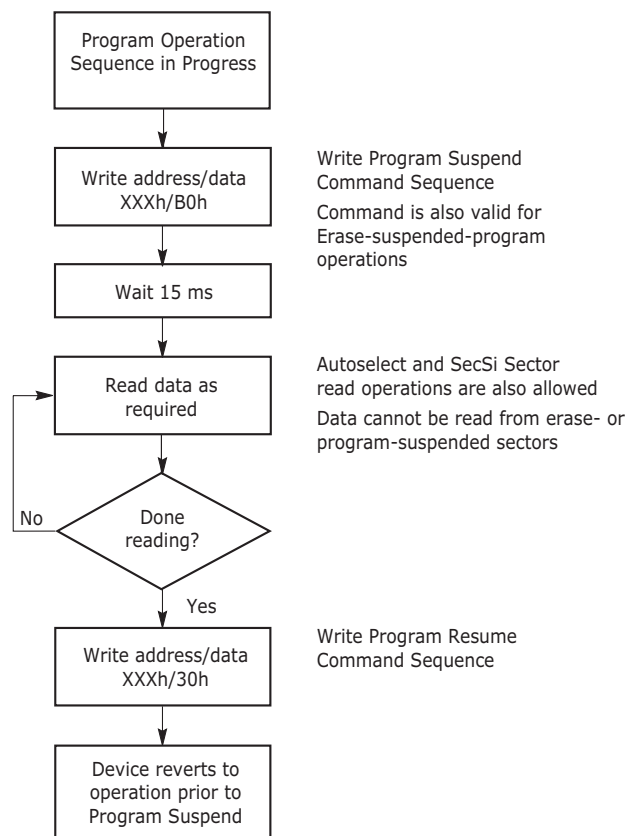 Program Operation
Sequence in Progress
Write address/data
XXXh/B0h
Write Program Suspend
Command Sequence
Command is also valid for
Erase-suspended-program
operations
Wait 15 ms
Read data as
required
Autoselect and SecSi Sector
read operations are also allowed
Data cannot be read from erase- or
program-suspended sectors
No
Done
reading?
Yes
Write address/data
XXXh/30h
Write Program Resume
Command Sequence
Device reverts to
operation prior to
Program Suspend